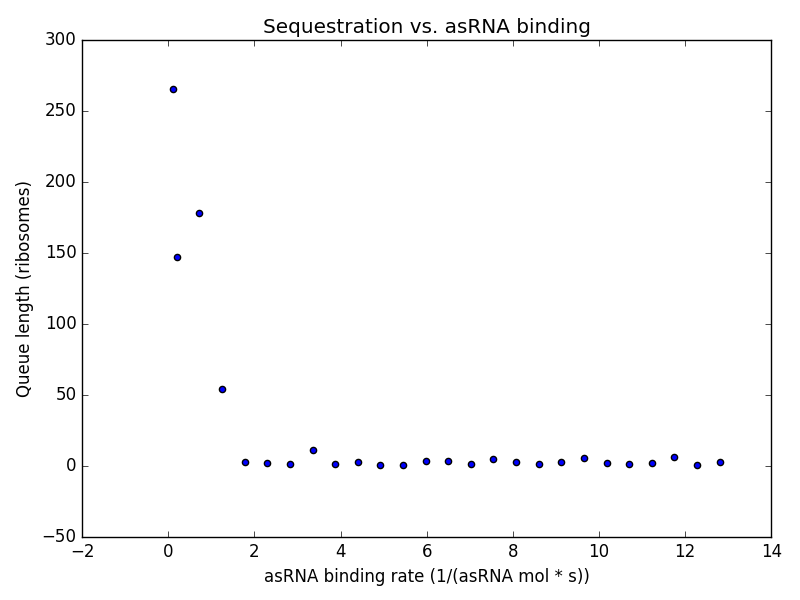 Sequestration vs. asRNA binding
300
250
200
150
100
50
0
−50
Queue length (ribosomes)
−2 0 2 4 6 8 10 12 14
asRNA binding rate (1/(asRNA mol * s))